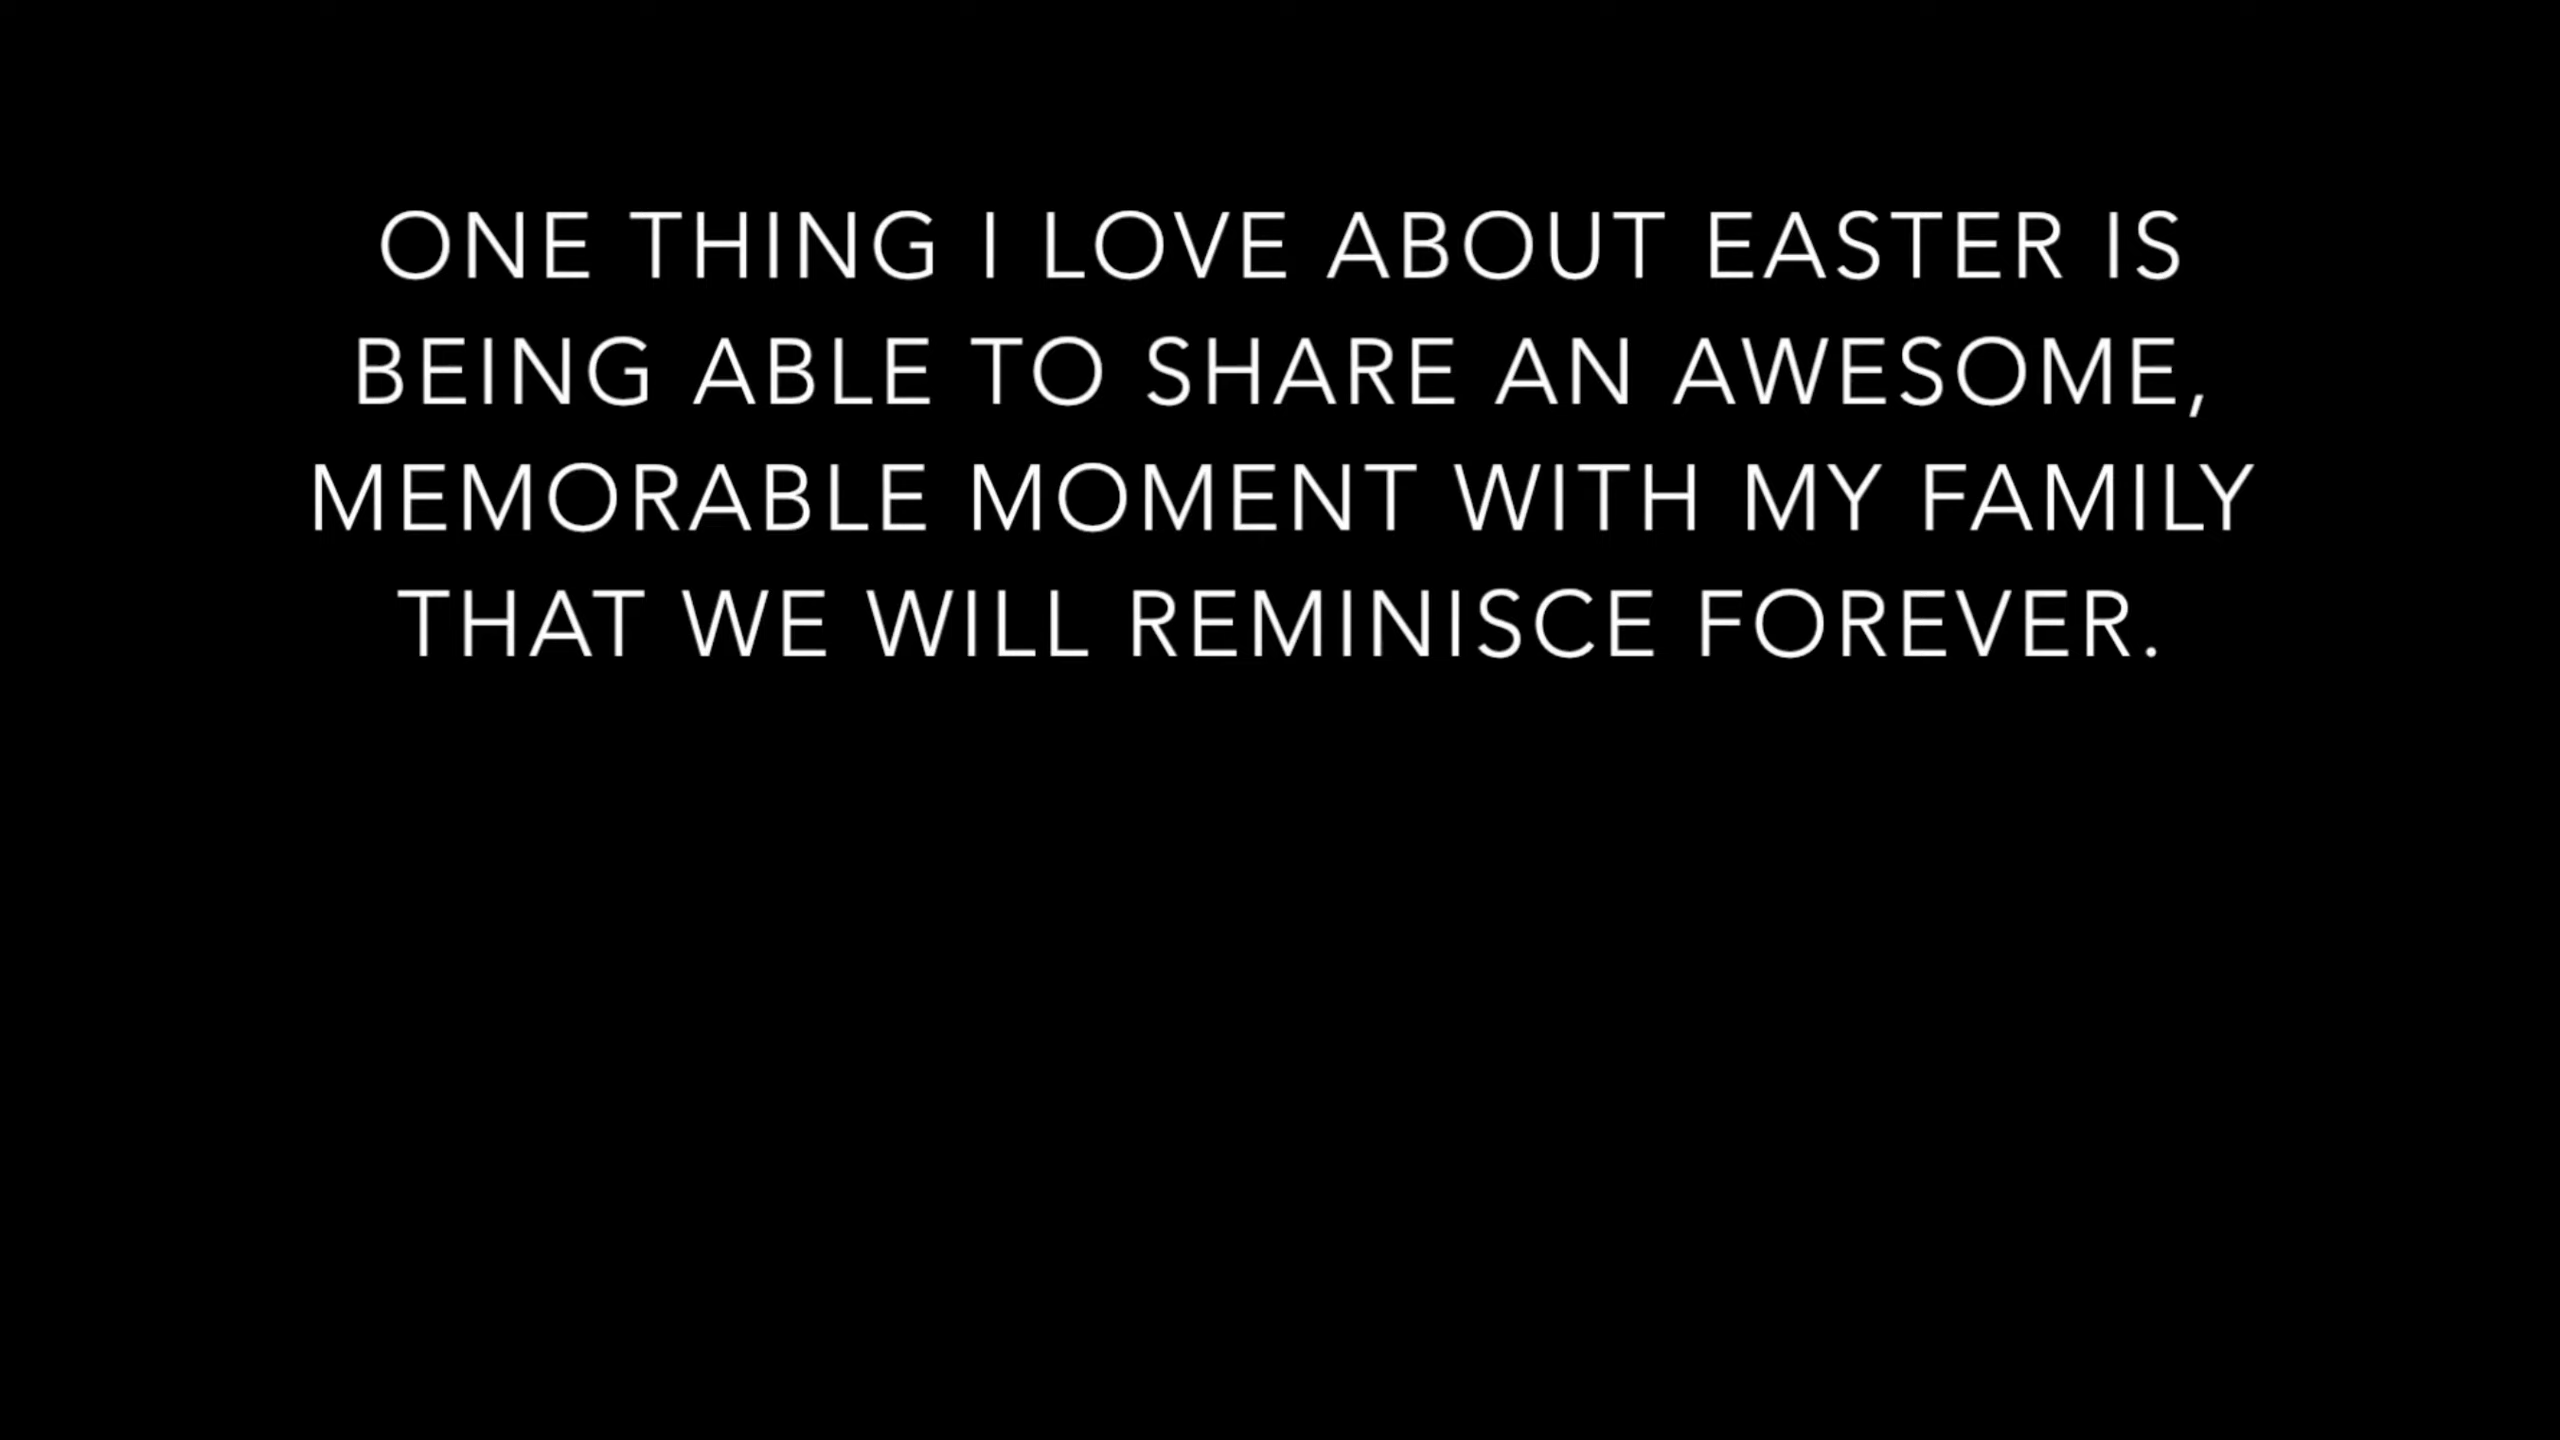 ONE THING I LOVE ABOUT EASTER IS
BEING ABLE TO SHARE AN AWESOME,
MEMORABLE MOMENT WITH MY FAMILY
THAT WE WILL REMINISCE FOREVER.